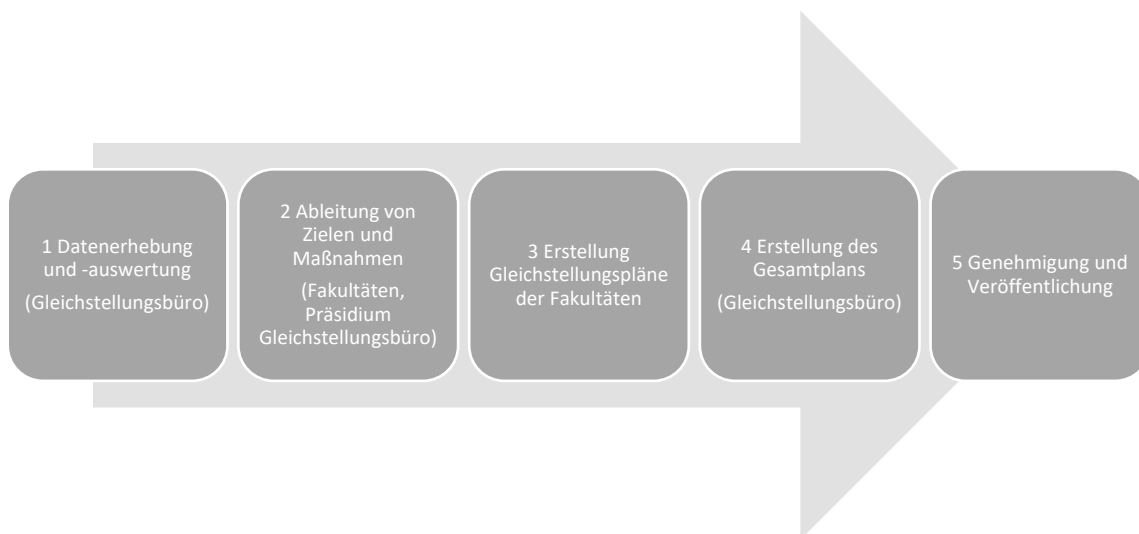 1 Datenerhebung
und -auswertung
(Gleichstellungsbüro)
2 Ableitung von
Zielen und
Maßnahmen
(Fakultäten,
Präsidium
Gleichstellungsbüro)
3 Erstellung
Gleichstellungspläne
der Fakultäten
4 Erstellung des
Gesamtplans
(Gleichstellungsbüro)
5 Genehmigung und
Veröffentlichung